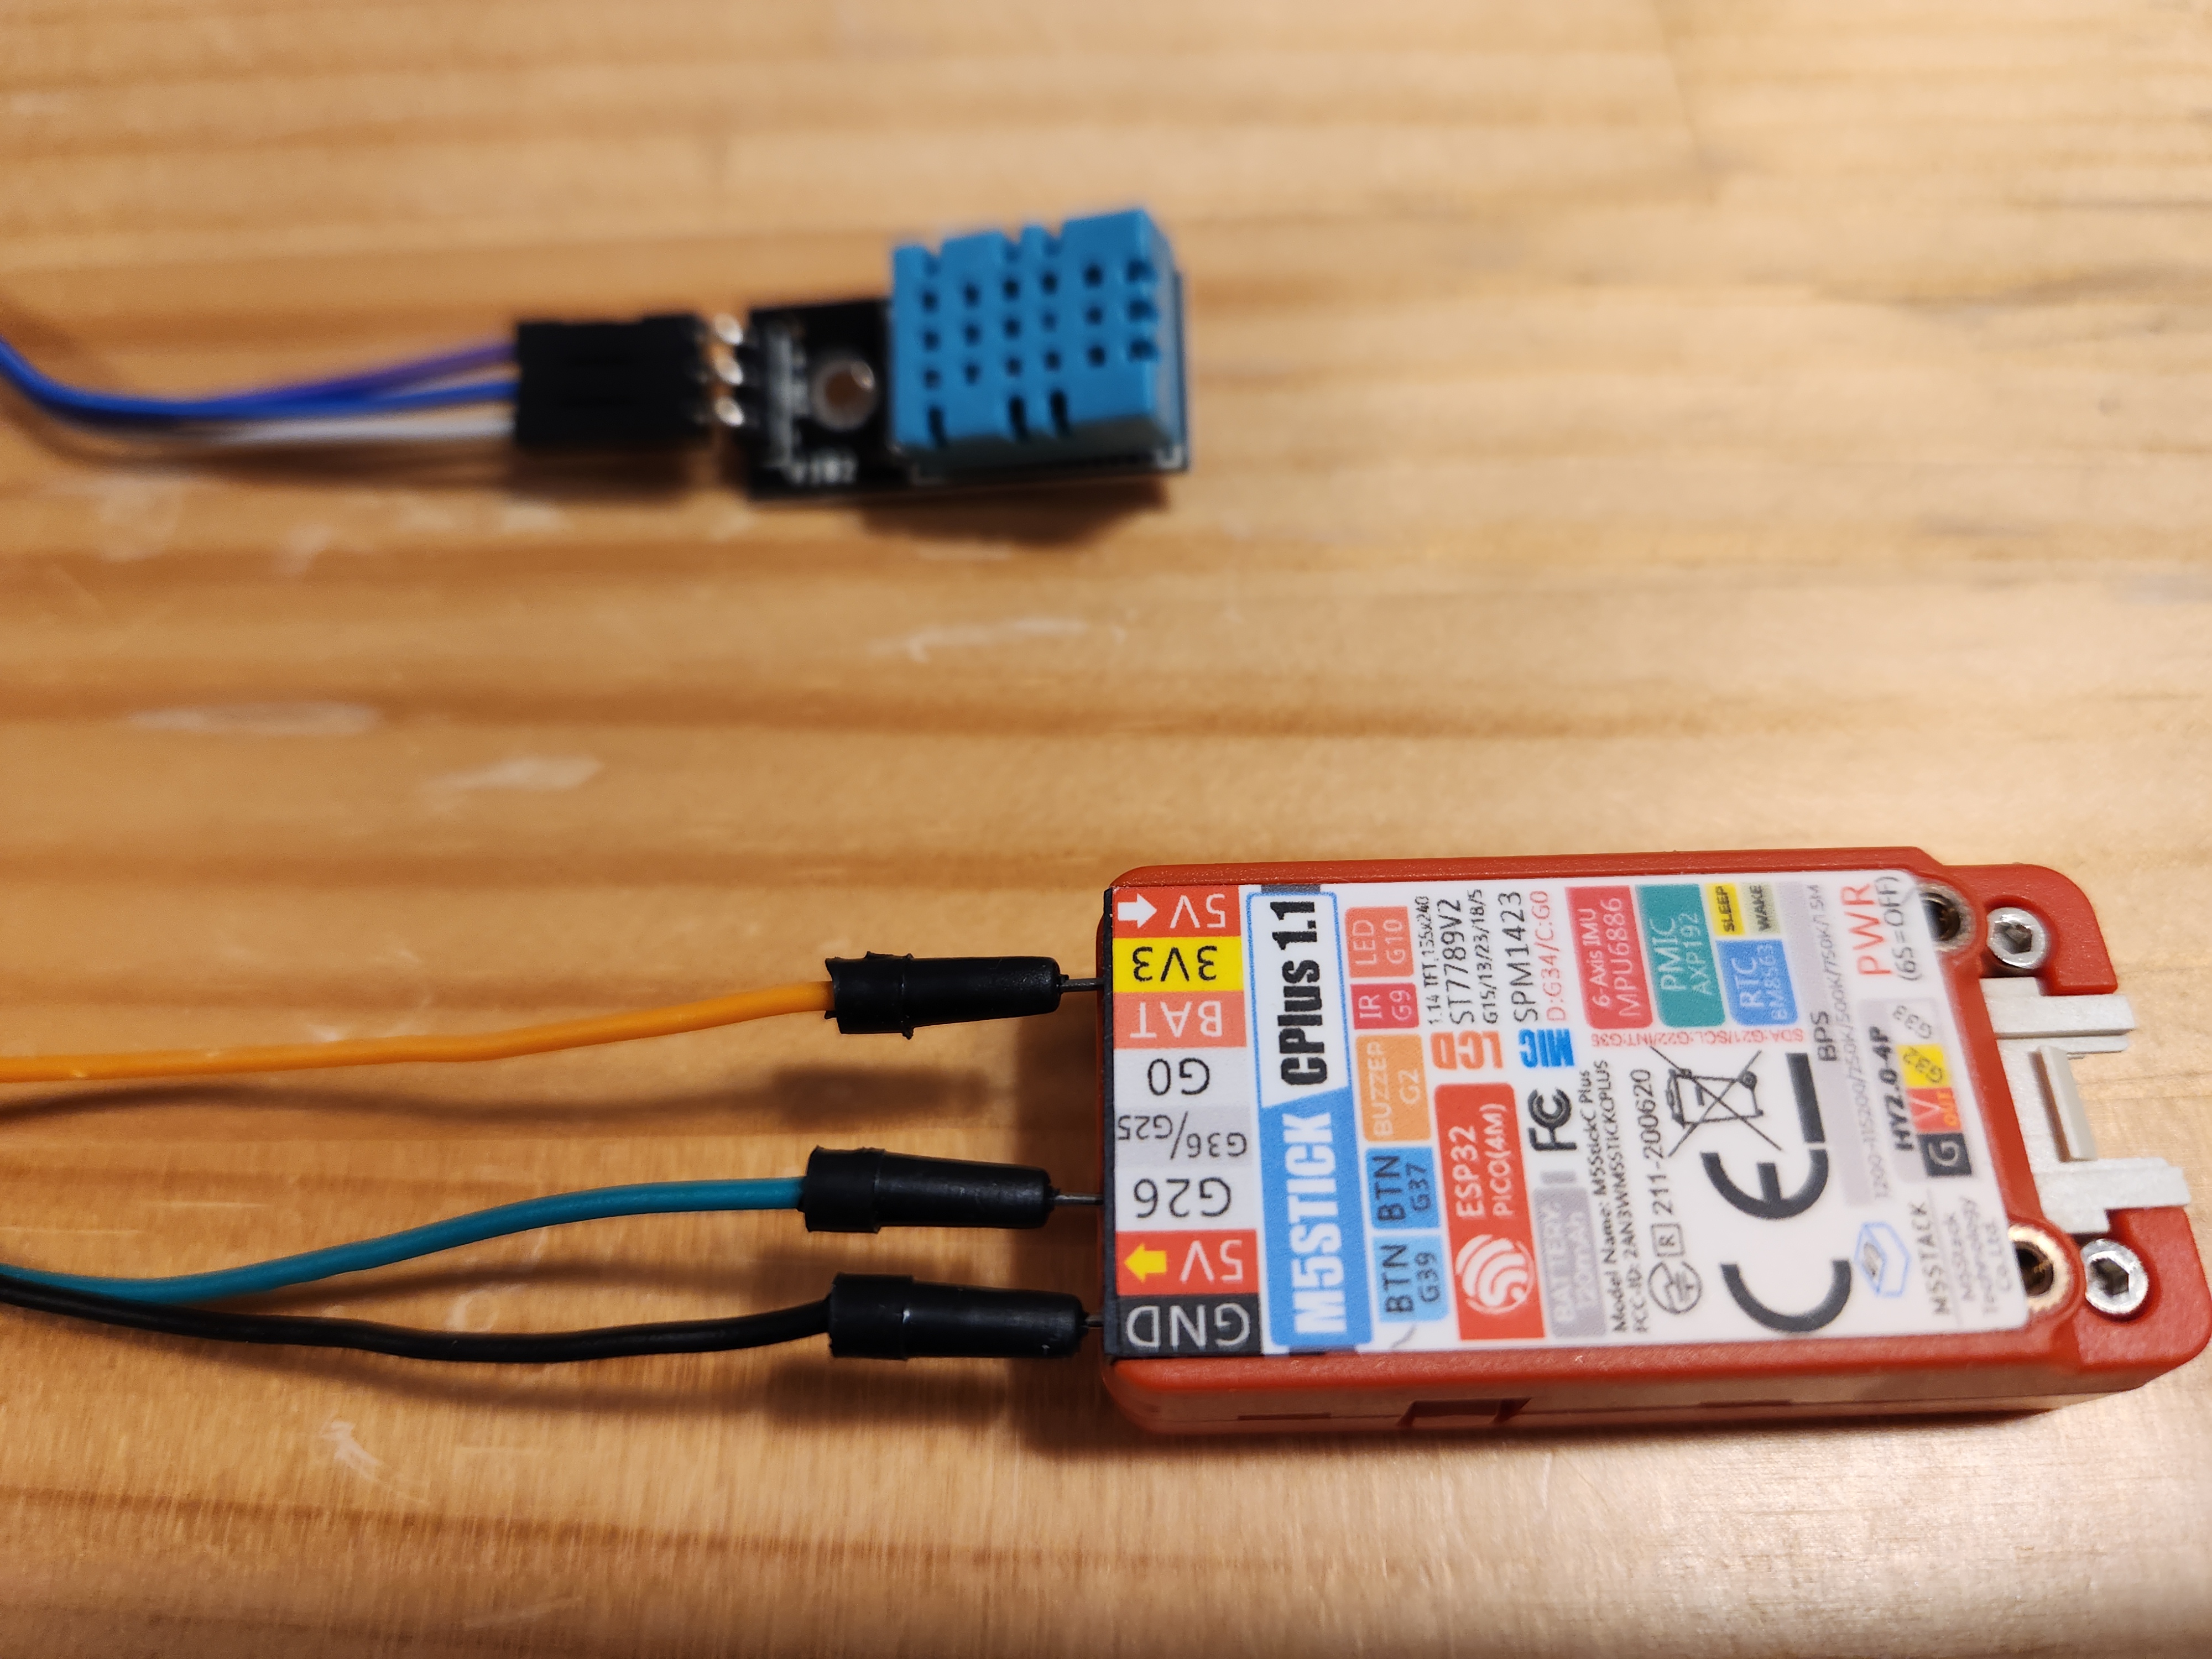 5V
3V3
BAT
G0
G36/G25
G26
5V
GND
M5STICK CPlus 1.1
BTN G39
BTN G37
BUZZER G2
IR G9
LED G10
ESP32
PICO(4M)
LCD
1.14 TFT,135x240
ST7789V2
G15/13/23/18/5
MIC
SPM1423
D:G34/C:G0
BATTERY
120mAh
FC
Model Name: M5StickC Plus
FCC-ID: 2AN3WM5STICKCPLUS
R 211-200620
6-Axis IMU
MPU6886
PMIC
AXP192
RTC
BM8563
SLEEP
WAKE
SDA:G21/SCL:G22/INT:G35
CE
BPS
1200-115200/250K/500K/750K/1.5M
HY2.0-4P
G V G32 G33
PWR
(6S=OFF)
M5STACK
M5Stack
Technology
Co.Ltd